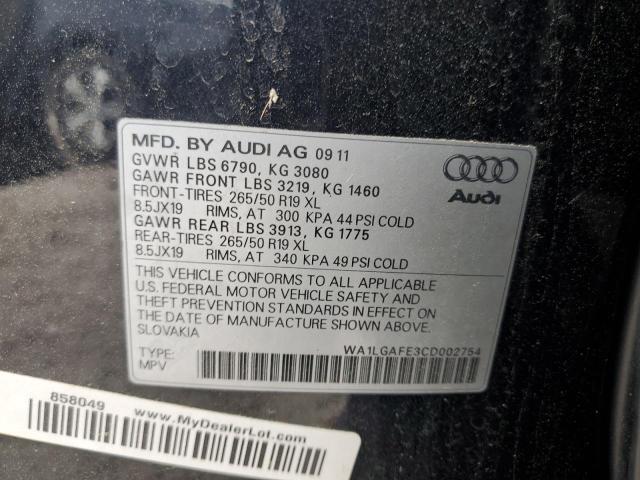 MFD. BY AUDI AG 09 11
GVWR LBS 6790, KG 3080
GAWR FRONT LBS 3219, KG 1460
FRONT-TIRES 265/50 R19 XL
8.5JX19 RIMS, AT 300 KPA 44 PSI COLD
GAWR REAR LBS 3913, KG 1775
REAR-TIRES 265/50 R19 XL
8.5JX19 RIMS, AT 340 KPA 49 PSI COLD
Audi
THIS VEHICLE CONFORMS TO ALL APPLICABLE
U.S. FEDERAL MOTOR VEHICLE SAFETY AND
THEFT PREVENTION STANDARDS IN EFFECT ON
THE DATE OF MANUFACTURE SHOWN ABOVE.
SLOVAKIA
WA1LGAFE3CD002754
TYPE:
MPV
858049 www.MyDealerLot.com